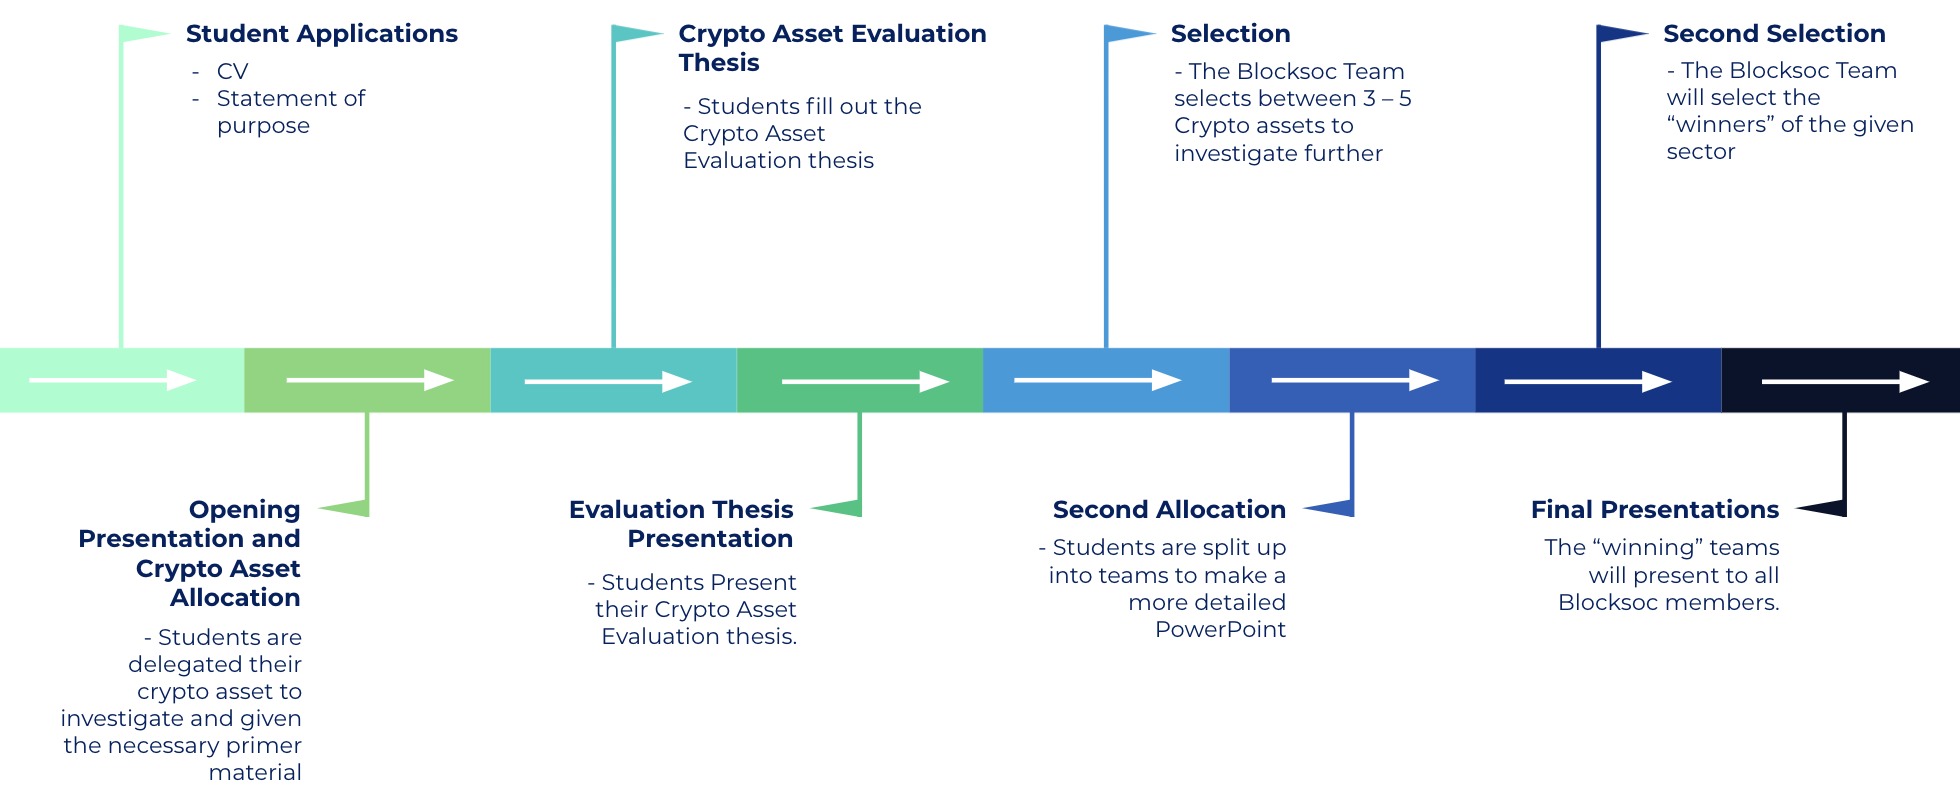 Student Applications
- CV
- Statement of
purpose
Opening
Presentation and
Crypto Asset
Allocation
- Students are
delegated their
crypto asset to
investigate and given
the necessary primer
material
Crypto Asset Evaluation
Thesis
- Students fill out the
Crypto Asset
Evaluation thesis
Evaluation Thesis
Presentation
- Students Present
their Crypto Asset
Evaluation thesis.
Selection
- The Blocksoc Team
selects between 3 – 5
Crypto assets to
investigate further
Second Allocation
- Students are split up
into teams to make a
more detailed
PowerPoint
Second Selection
- The Blocksoc Team
will select the
“winners” of the given
sector
Final Presentations
The “winning” teams
will present to all
Blocksoc members.